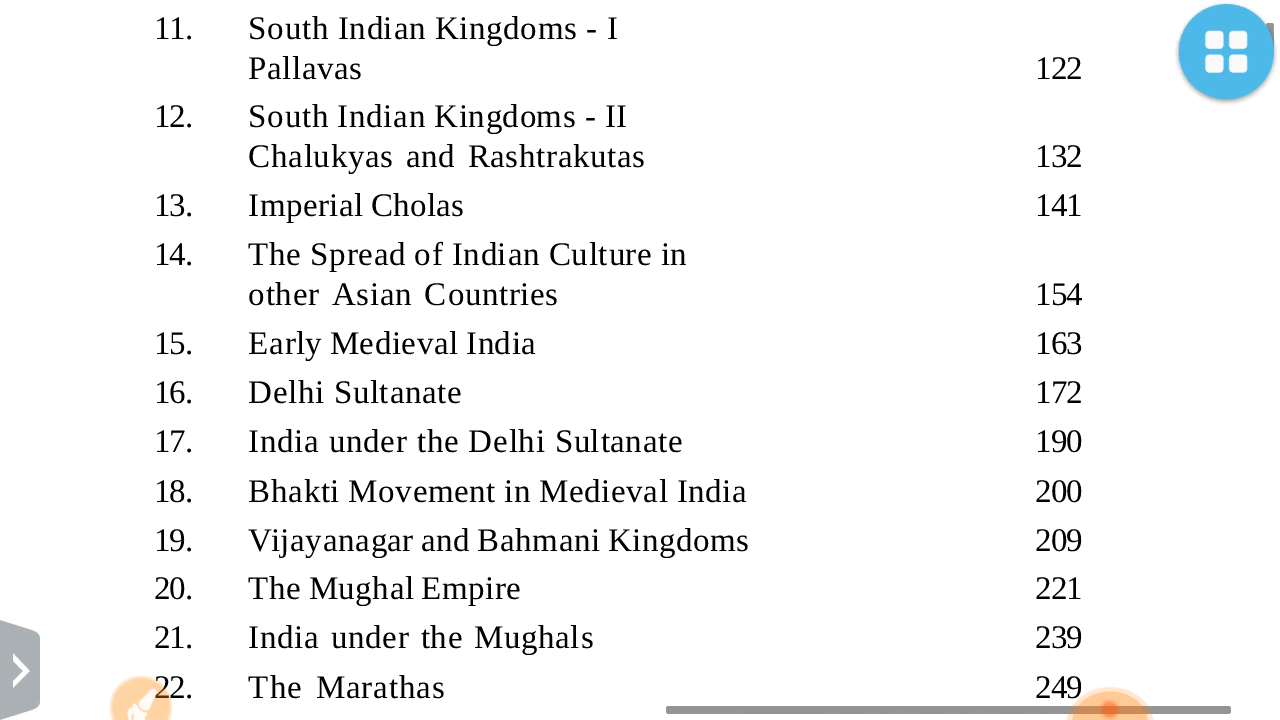 11. South Indian Kingdoms - I
Pallavas 122
12. South Indian Kingdoms - II
Chalukyas and Rashtrakutas 132
13. Imperial Cholas 141
14. The Spread of Indian Culture in
other Asian Countries 154
15. Early Medieval India 163
16. Delhi Sultanate 172
17. India under the Delhi Sultanate 190
18. Bhakti Movement in Medieval India 200
19. Vijayanagar and Bahmani Kingdoms 209
20. The Mughal Empire 221
21. India under the Mughals 239
22. The Marathas 249